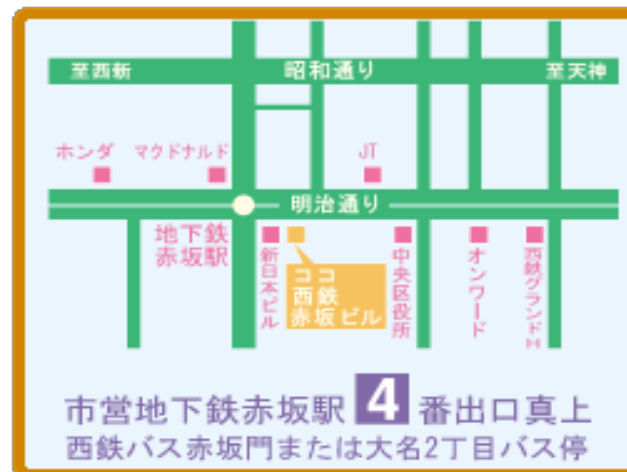 至西新
昭和通り
至天神
ホンダ
マクドナルド
JT
明治通り
地下鉄
赤坂駅
新日本ビル
ココ
西鉄
赤坂ビル
中央区役所
オンワード
西鉄グランドH
市営地下鉄赤坂駅 4 番出口真上
西鉄バス赤坂門または大名2丁目バス停